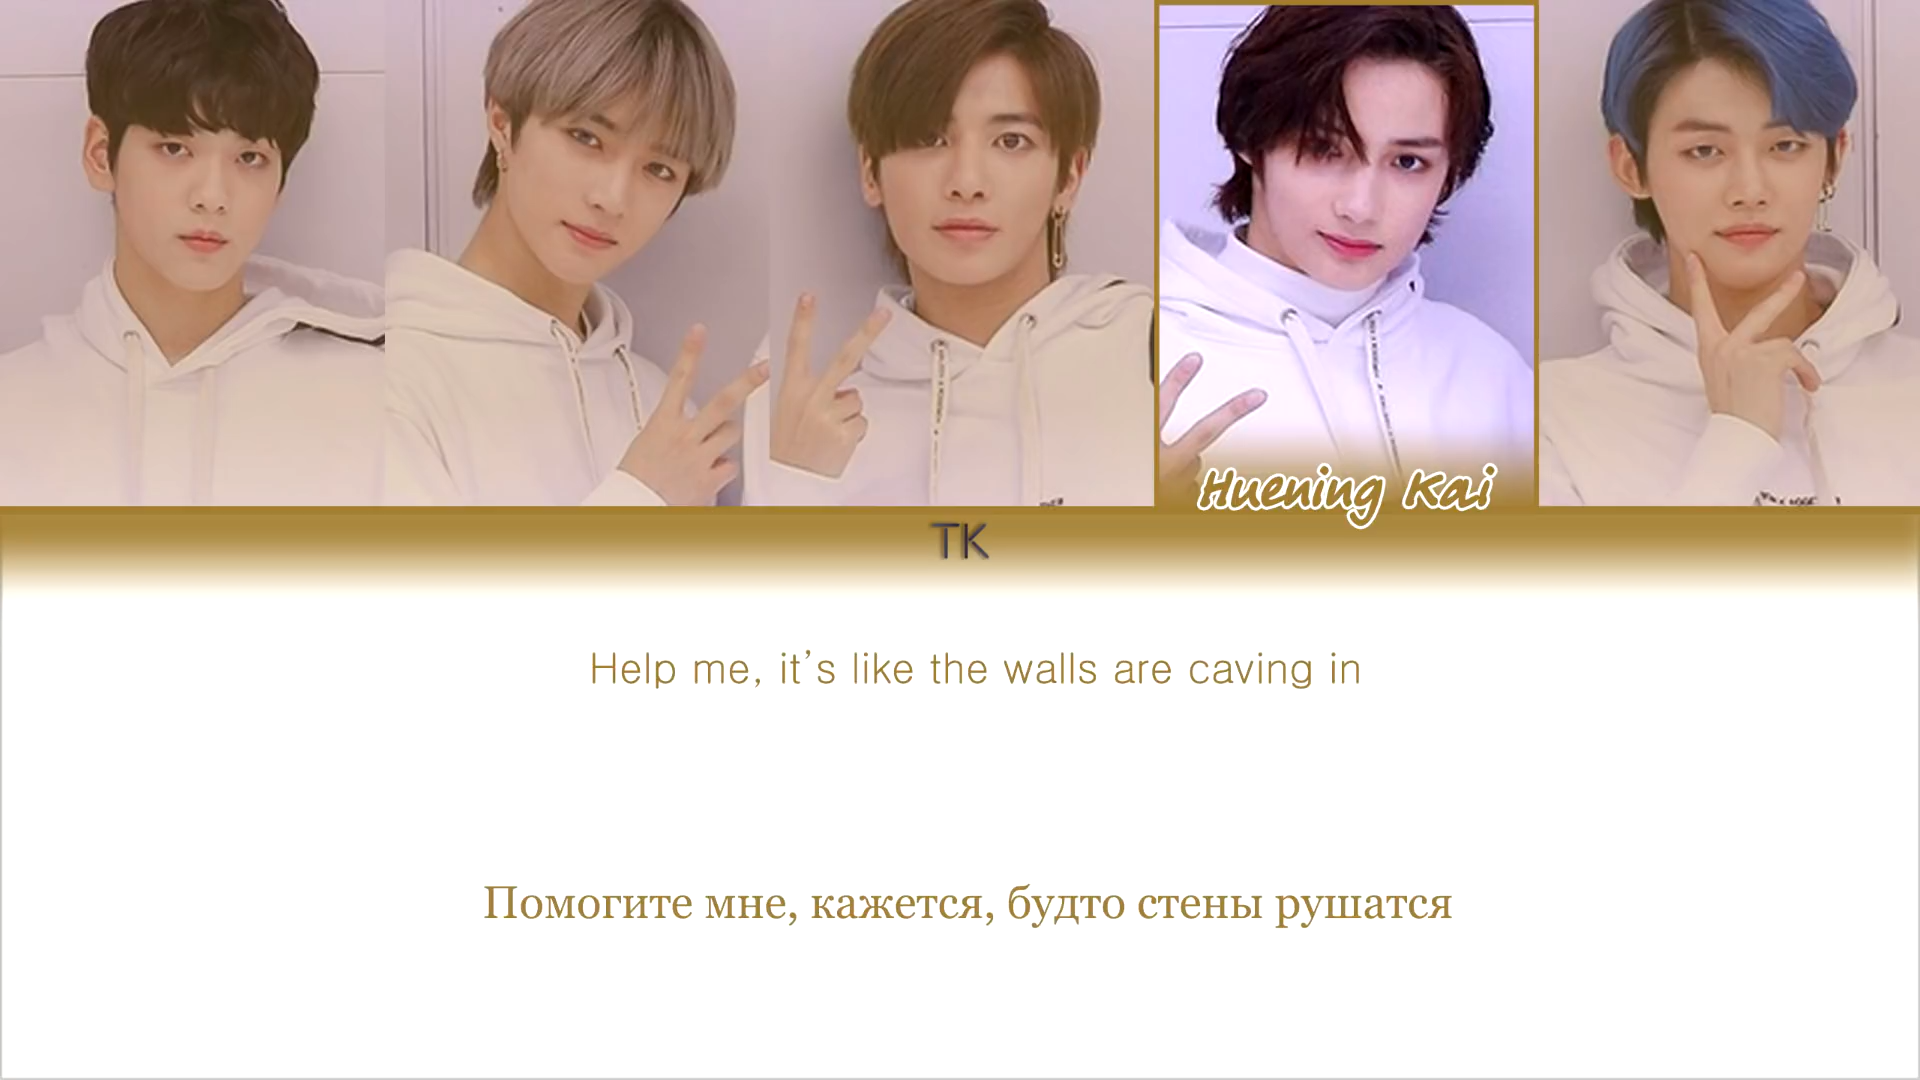 Huening Kai
TK
Help me, it’s like the walls are caving in
Помогите мне, кажется, будто стены рушатся